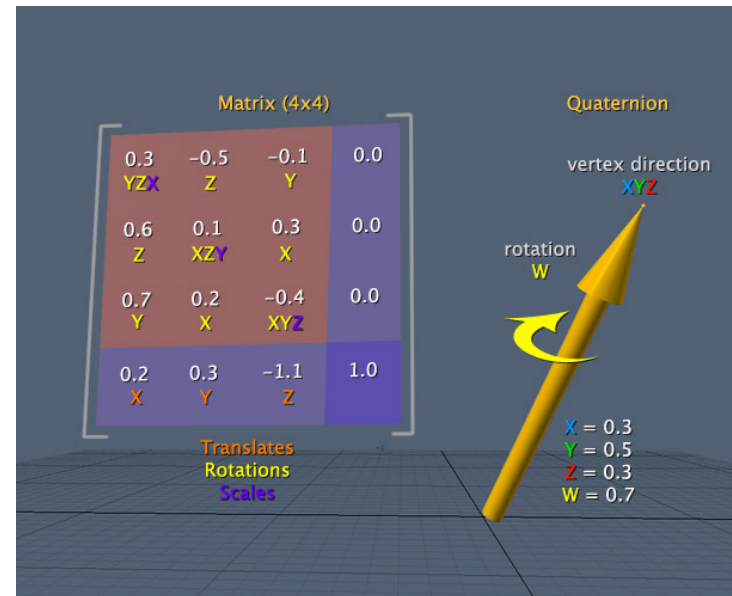 Matrix (4x4)
0.3 -0.5 -0.1 0.0
YZX Z Y
0.6 0.1 0.3 0.0
Z XZY X
0.7 0.2 -0.4 0.0
Y X XYZ
0.2 0.3 -1.1 1.0
X Y Z
Translates
Rotations
Scales
Quaternion
vertex direction
XYZ
rotation
W
X = 0.3
Y = 0.5
Z = 0.3
W = 0.7